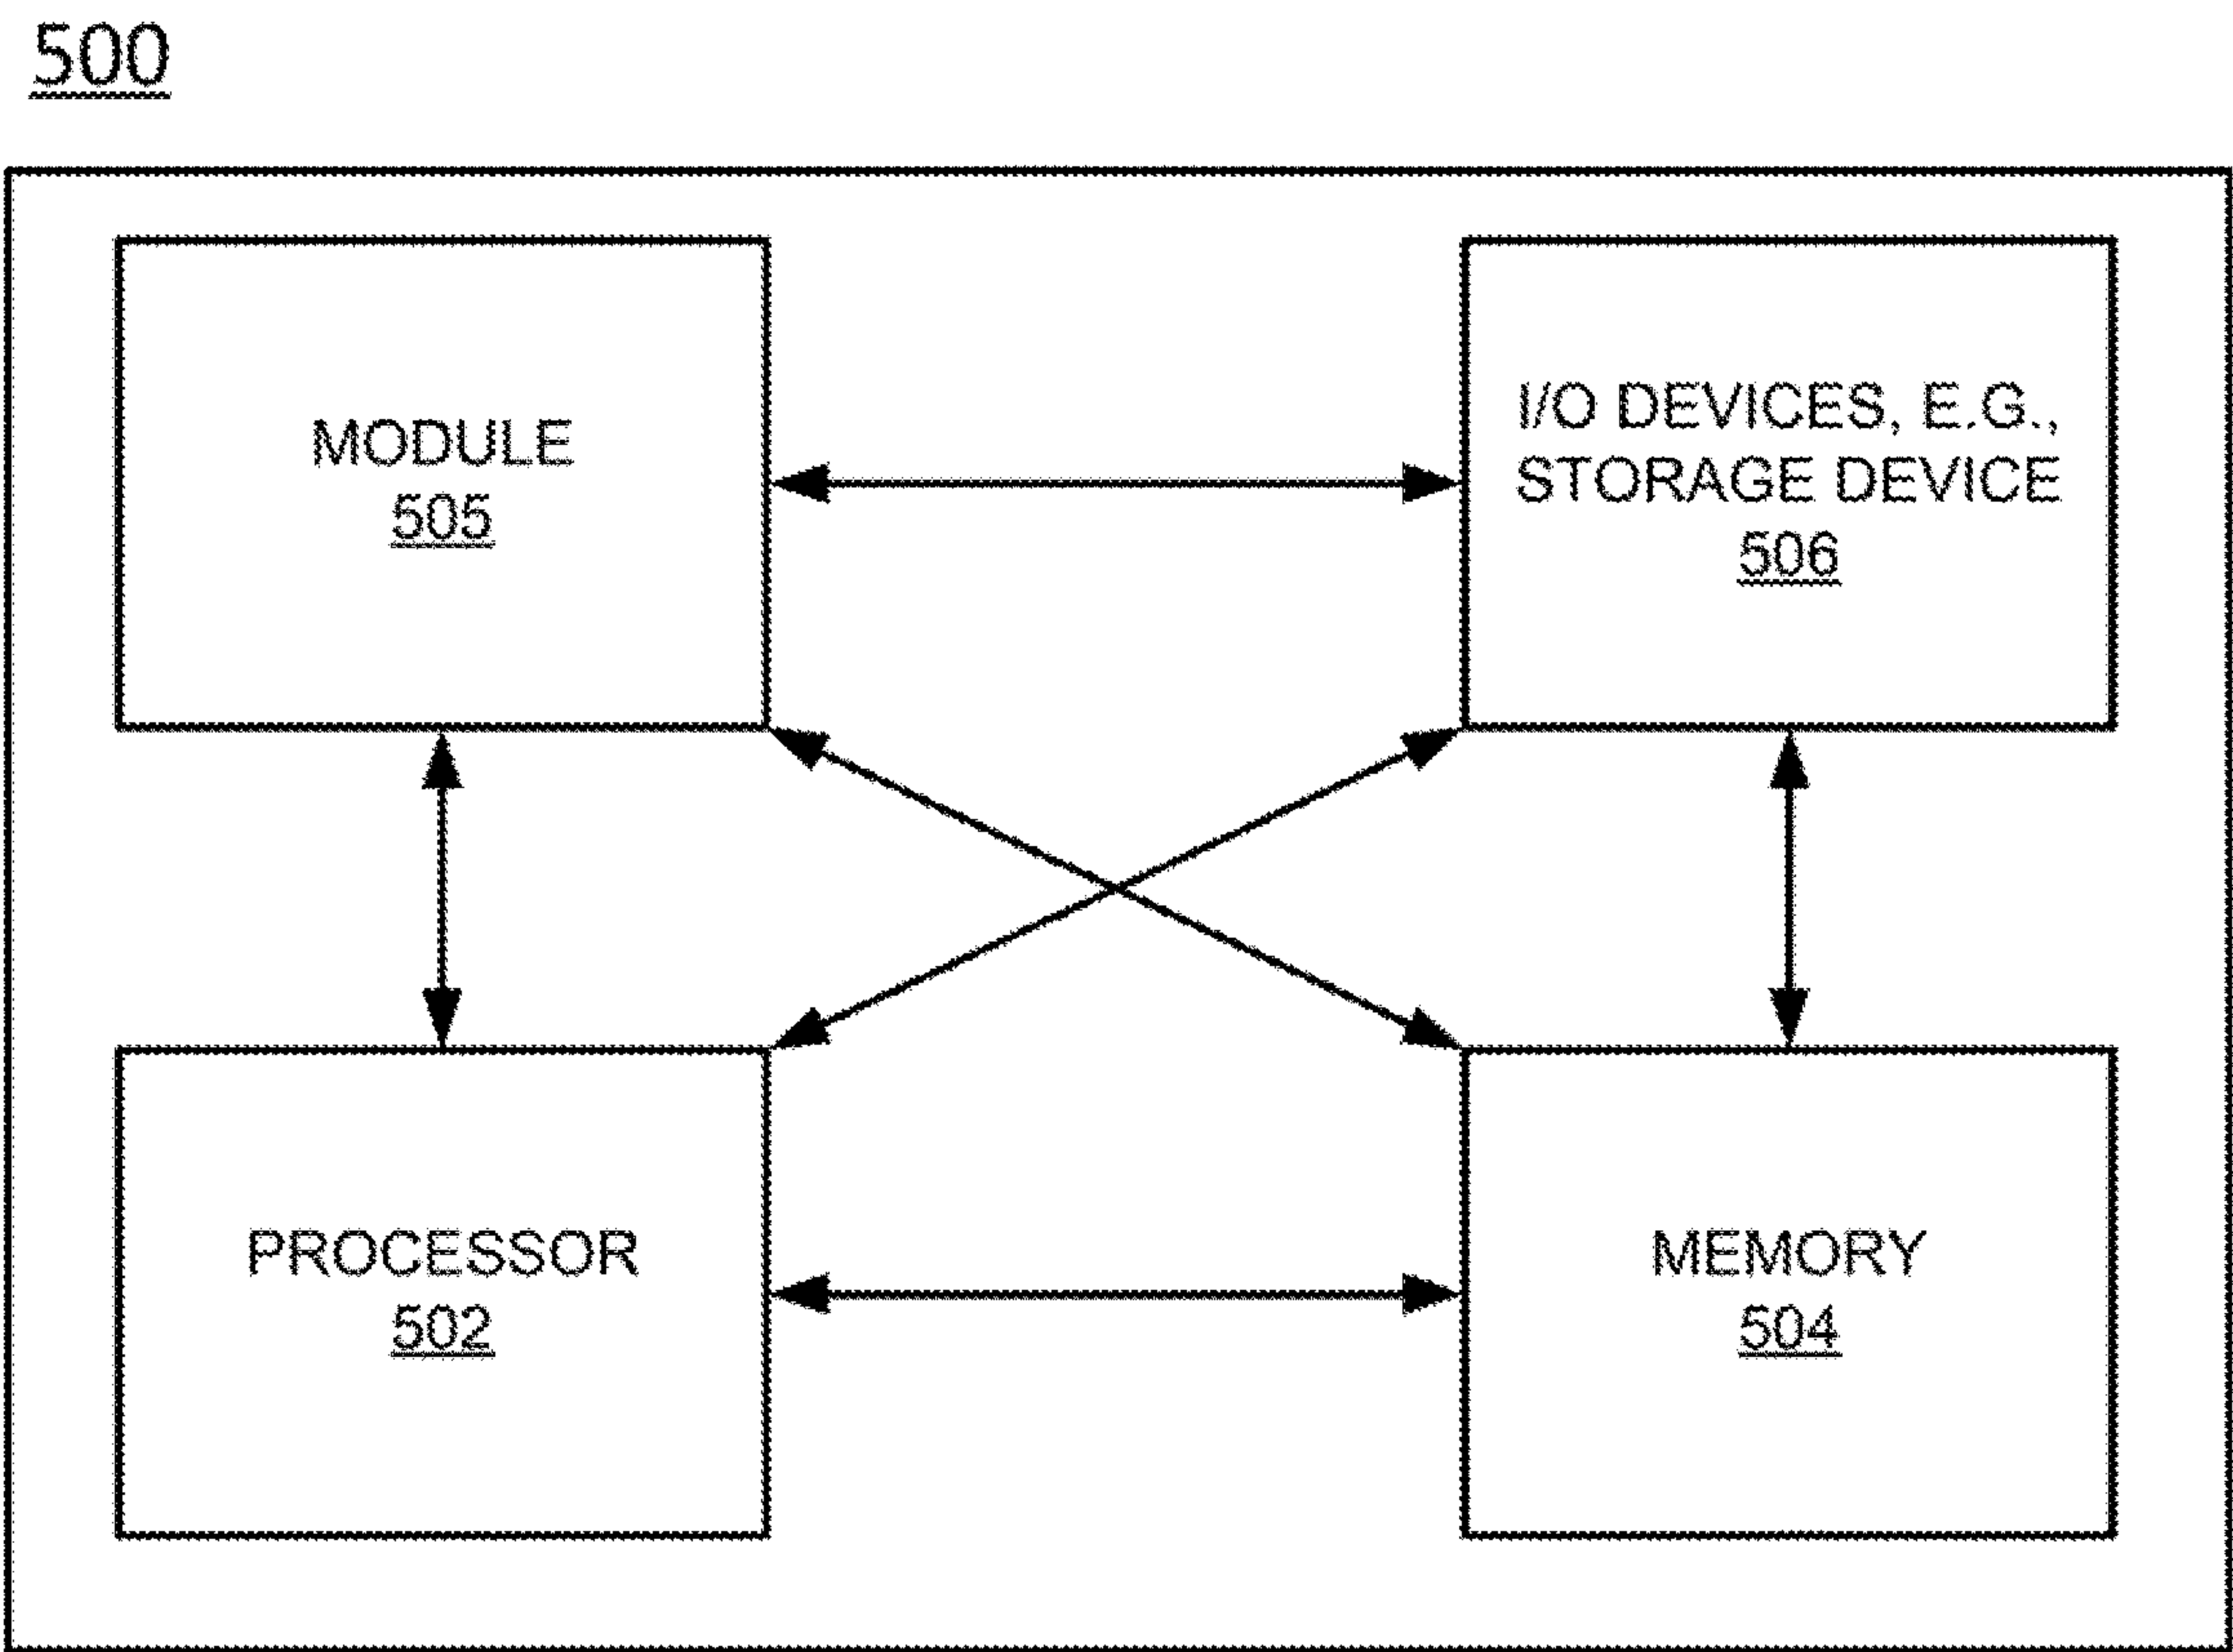 500
MODULE
505
I/O DEVICES, E.G.,
STORAGE DEVICE
506
PROCESSOR
502
MEMORY
504